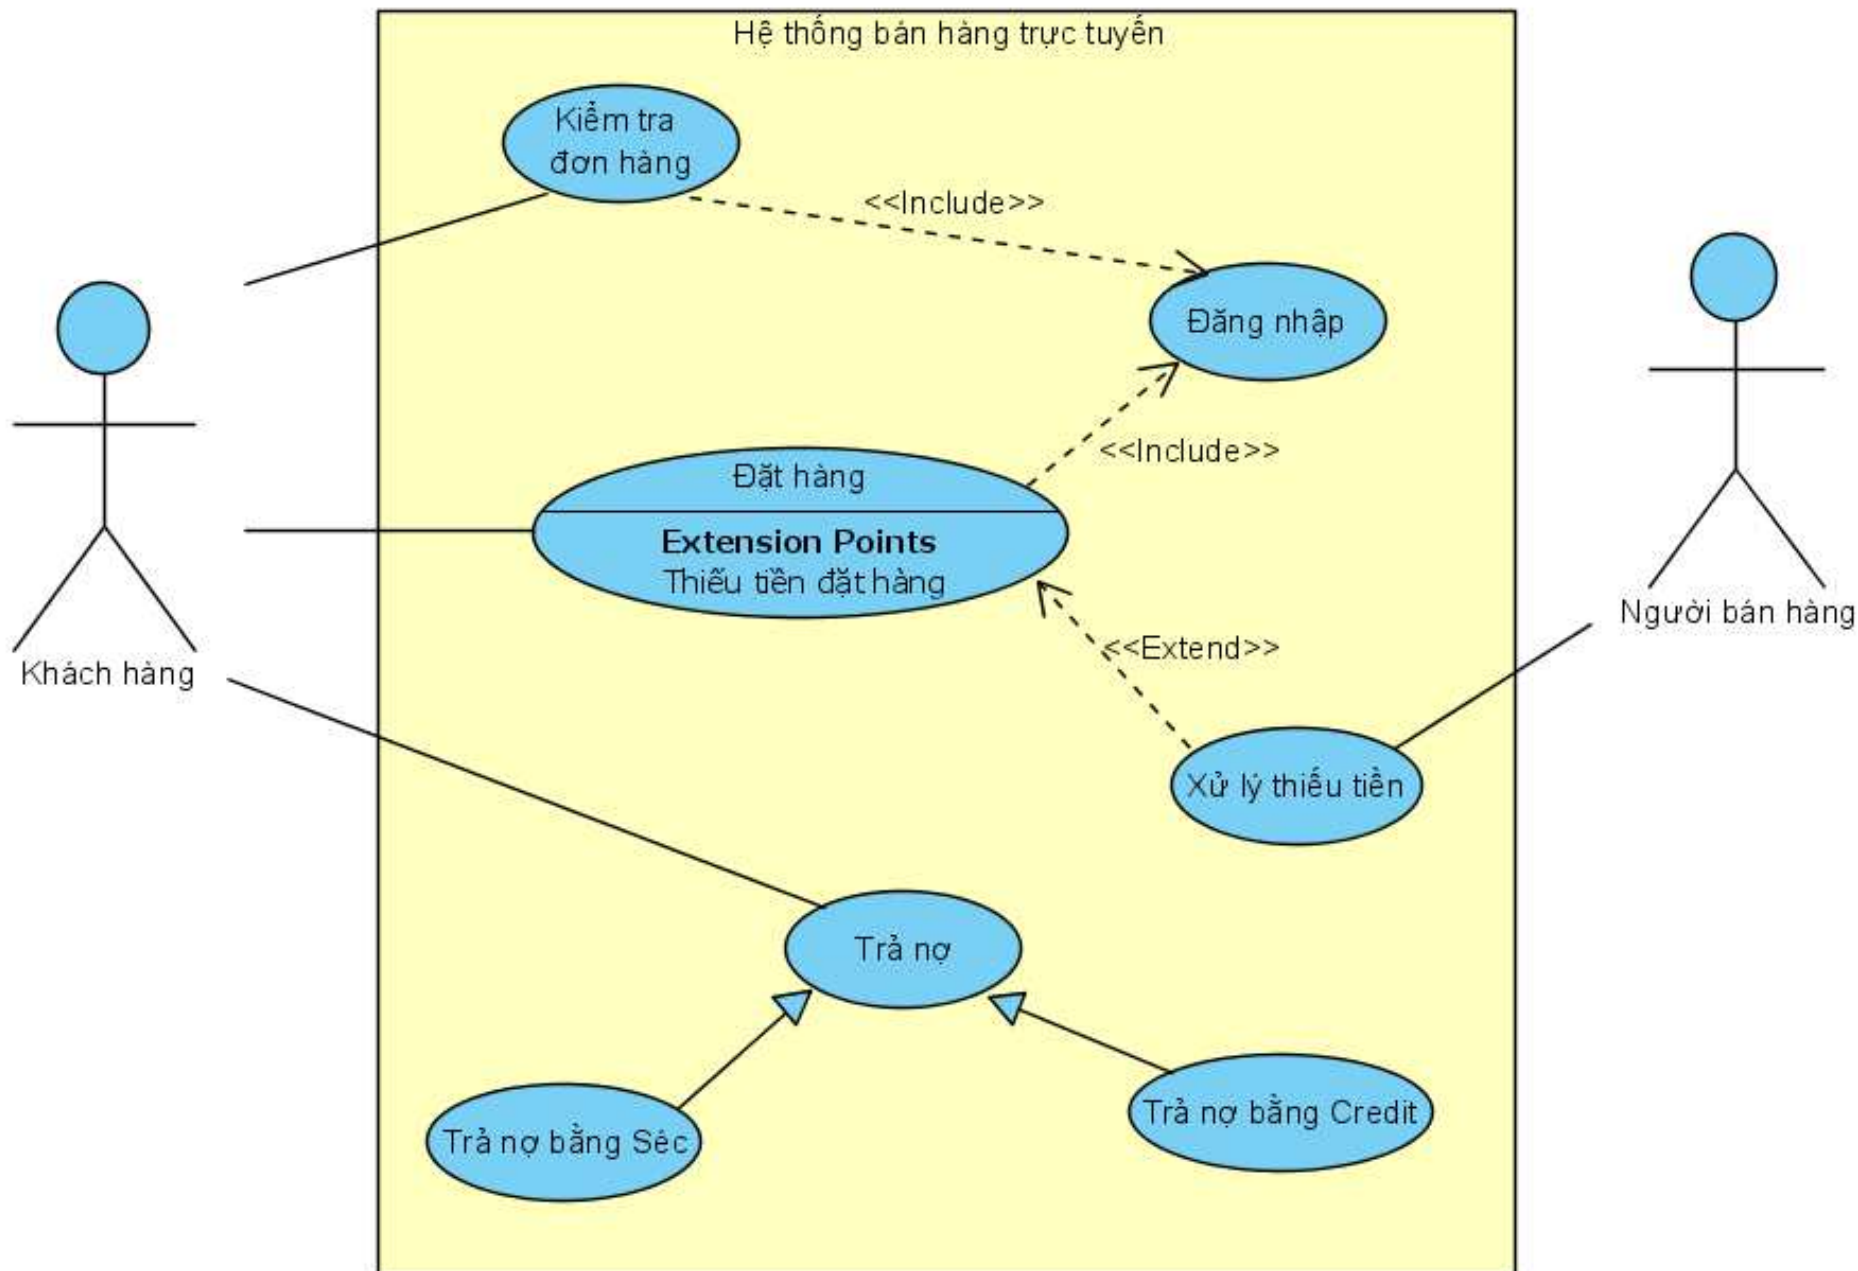 Hệ thống bán hàng trực tuyến
Kiểm tra
đơn hàng
<<Include>>
Đăng nhập
<<Include>>
Đặt hàng
Extension Points
Thiếu tiền đặt hàng
Người bán hàng
<<Extend>>
Khách hàng
Xử lý thiếu tiền
Trả nợ
Trả nợ bằng Credit
Trả nợ bằng Séc